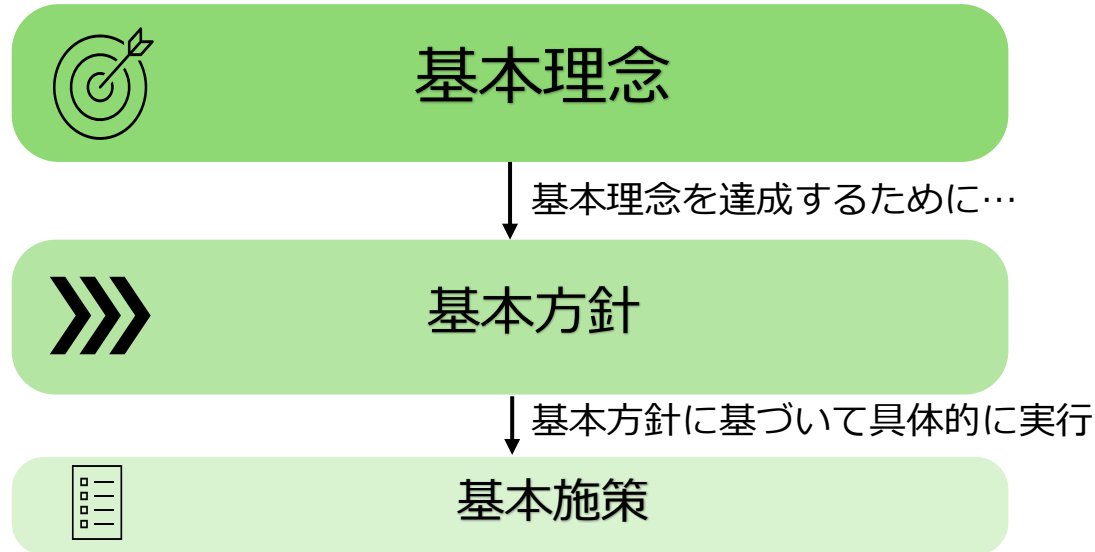 基本理念
基本理念を達成するために…
基本方針
基本方針に基づいて具体的に実行
基本施策